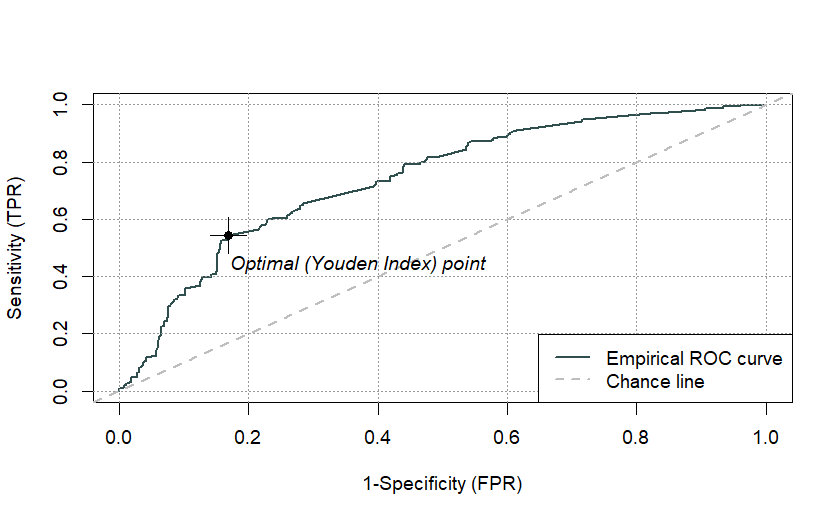 Sensitivity (TPR)
1.0
0.8
0.6
0.4
0.2
0.0
Optimal (Youden Index) point
Empirical ROC curve
Chance line
0.0 0.2 0.4 0.6 0.8 1.0
1-Specificity (FPR)